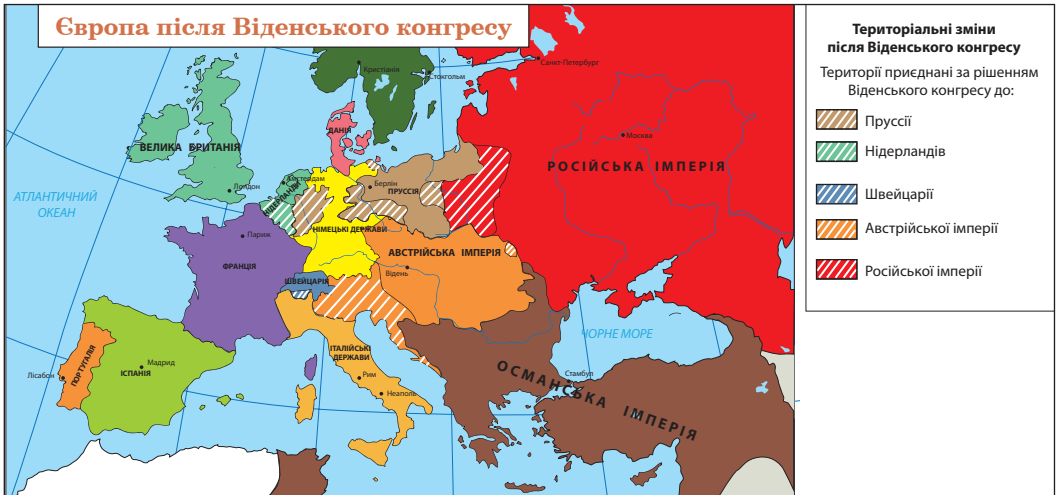 Європа після Віденського конгресу
Кристіанія
Стокгольм
Санкт-Петербург
ДАНІЯ
Москва
ВЕЛИКА БРИТАНІЯ
РОСІЙСЬКА ІМПЕРІЯ
АТЛАНТИЧНИЙ
ОКЕАН
Лондон
Амстердам
НІДЕРЛАНДИ
Берлін
ПРУССІЯ
НІМЕЦЬКІ ДЕРЖАВИ
Париж
ФРАНЦІЯ
АВСТРІЙСЬКА ІМПЕРІЯ
Відень
ШВЕЙЦАРІЯ
ЧОРНЕ МОРЕ
ІТАЛІЙСЬКІ
ДЕРЖАВИ
Рим
Неаполь
ПОРТУГАЛІЯ
Лісабон
Мадрид
ІСПАНІЯ
Стамбул
ОСМАНСЬКА ІМПЕРІЯ
Територіальні зміни
після Віденського конгресу
Території приєднані за рішенням
Віденського конгресу до:
Пруссії
Нідерландів
Швейцарії
Австрійської імперії
Російської імперії